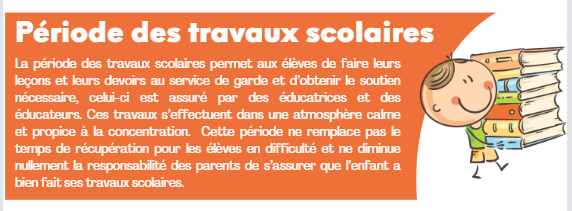 Période des travaux scolaires
La période des travaux scolaires permet aux élèves de faire leurs
leçons et leurs devoirs au service de garde et d'obtenir le soutien
nécessaire, celui-ci est assuré par des éducatrices et des
éducateurs. Ces travaux s'effectuent dans une atmosphère calme
et propice à la concentration. Cette période ne remplace pas le
temps de récupération pour les élèves en difficulté et ne diminue
nullement la responsabilité des parents de s'assurer que l'enfant a
bien fait ses travaux scolaires.